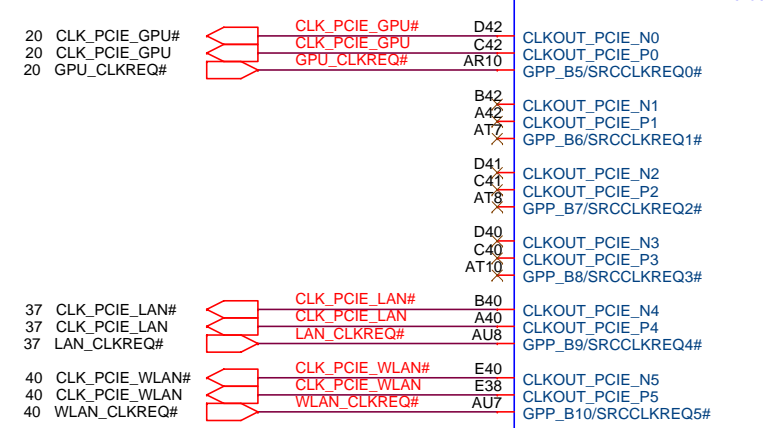 20 CLK_PCIE_GPU# CLK_PCIE_GPU# D42 CLKOUT_PCIE_N0
20 CLK_PCIE_GPU CLK_PCIE_GPU C42 CLKOUT_PCIE_P0
20 GPU_CLKREQ# GPU_CLKREQ# AR10 GPP_B5/SRCCLKREQ0#
B42 CLKOUT_PCIE_N1
A42 CLKOUT_PCIE_P1
AT7 GPP_B6/SRCCLKREQ1#
D41 CLKOUT_PCIE_N2
C41 CLKOUT_PCIE_P2
AT8 GPP_B7/SRCCLKREQ2#
D40 CLKOUT_PCIE_N3
C40 CLKOUT_PCIE_P3
AT10 GPP_B8/SRCCLKREQ3#
37 CLK_PCIE_LAN# CLK_PCIE_LAN# B40 CLKOUT_PCIE_N4
37 CLK_PCIE_LAN CLK_PCIE_LAN A40 CLKOUT_PCIE_P4
37 LAN_CLKREQ# LAN_CLKREQ# AU8 GPP_B9/SRCCLKREQ4#
40 CLK_PCIE_WLAN# CLK_PCIE_WLAN# E40 CLKOUT_PCIE_N5
40 CLK_PCIE_WLAN CLK_PCIE_WLAN E38 CLKOUT_PCIE_P5
40 WLAN_CLKREQ# WLAN_CLKREQ# AU7 GPP_B10/SRCCLKREQ5#